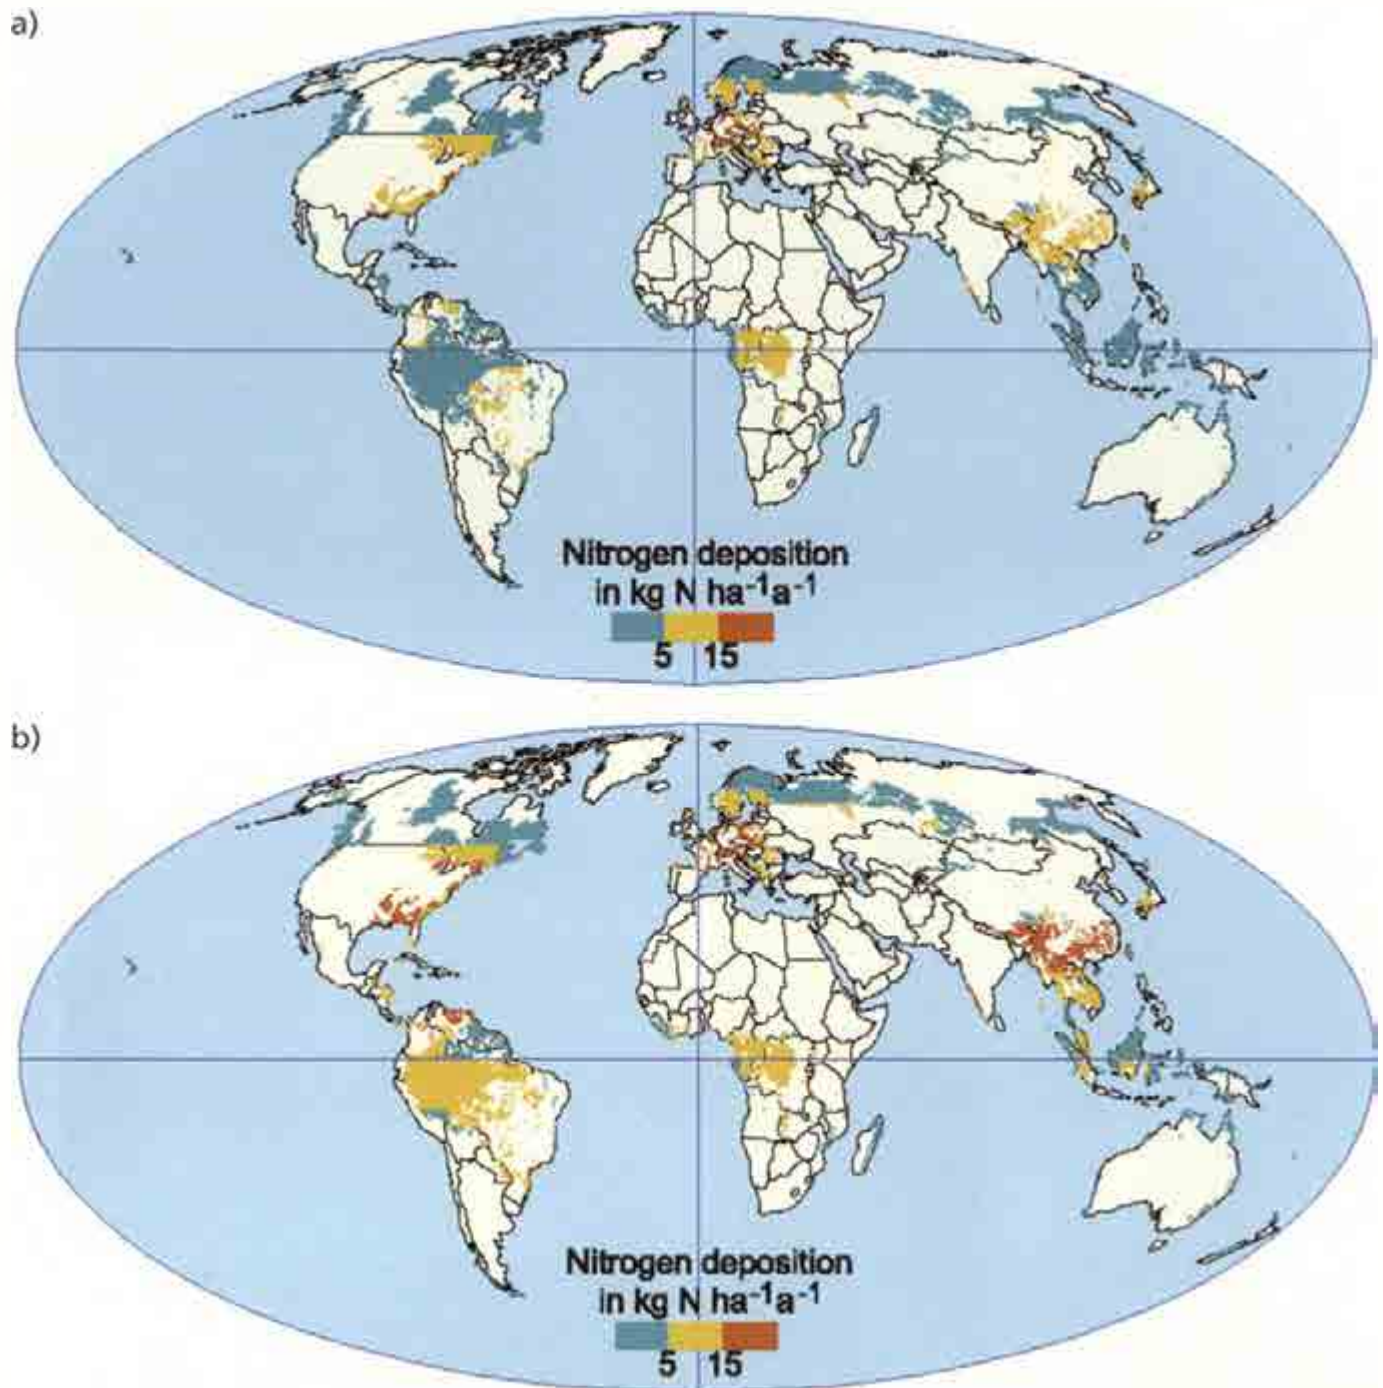 a)
Nitrogen deposition
in kg N ha⁻¹a⁻¹
5 15
b)
Nitrogen deposition
in kg N ha⁻¹a⁻¹
5 15